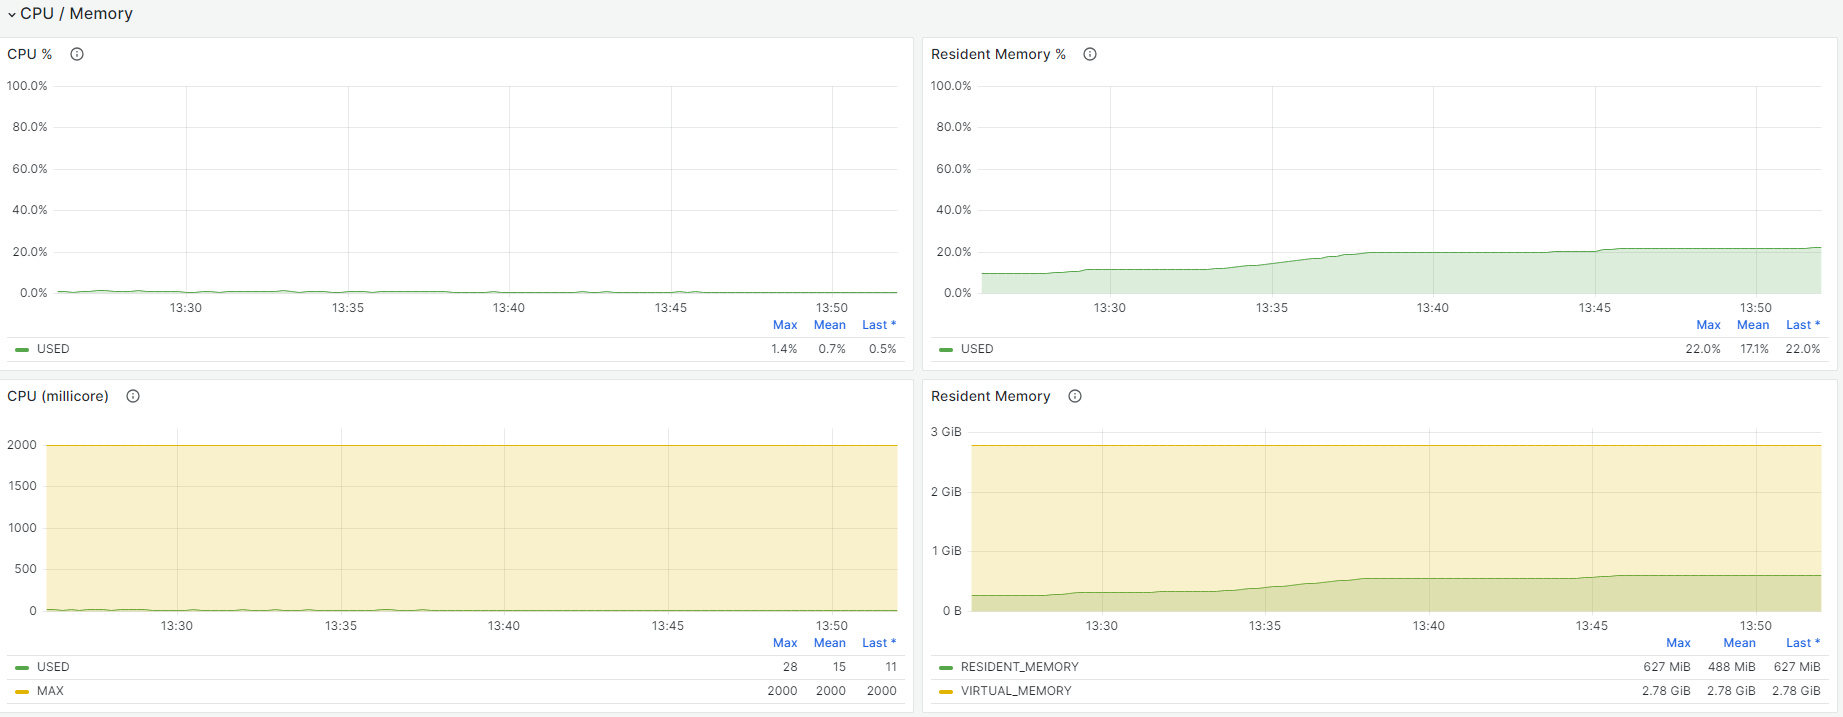 CPU / Memory
CPU %
100.0%
80.0%
60.0%
40.0%
20.0%
0.0%
13:30 13:35 13:40 13:45 13:50
Max Mean Last *
USED 1.4% 0.7% 0.5%
Resident Memory %
100.0%
80.0%
60.0%
40.0%
20.0%
0.0%
13:30 13:35 13:40 13:45 13:50
Max Mean Last *
USED 22.0% 17.1% 22.0%
CPU (millicore)
2000
1500
1000
500
0
13:30 13:35 13:40 13:45 13:50
Max Mean Last *
USED 28 15 11
MAX 2000 2000 2000
Resident Memory
3 GiB
2 GiB
1 GiB
0 B
13:30 13:35 13:40 13:45 13:50
Max Mean Last *
RESIDENT_MEMORY 627 MiB 488 MiB 627 MiB
VIRTUAL_MEMORY 2.78 GiB 2.78 GiB 2.78 GiB